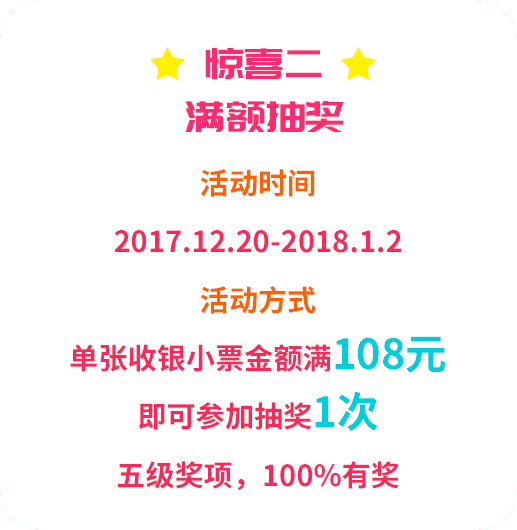 惊喜二
满额抽奖
活动时间
2017.12.20-2018.1.2
活动方式
单张收银小票金额满108元
即可参加抽奖1次
五级奖项，100%有奖